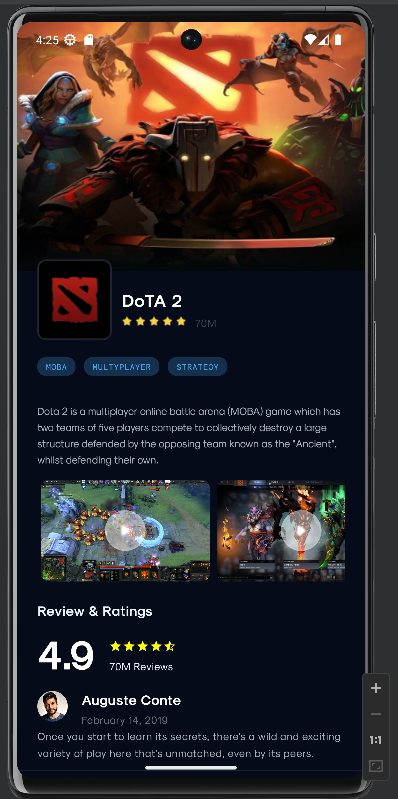 4:25
DoTA 2
70M
MOBA
MULTYPLAYER
STRATEGY
Dota 2 is a multiplayer online battle arena (MOBA) game which has
two teams of five players compete to collectively destroy a large
structure defended by the opposing team known as the "Ancient",
whilst defending their own.
Review & Ratings
4.9
70M Reviews
Auguste Conte
February 14, 2019
Once you start to learn its secrets, there's a wild and exciting
variety of play here that's unmatched, even by its peers.
1:1